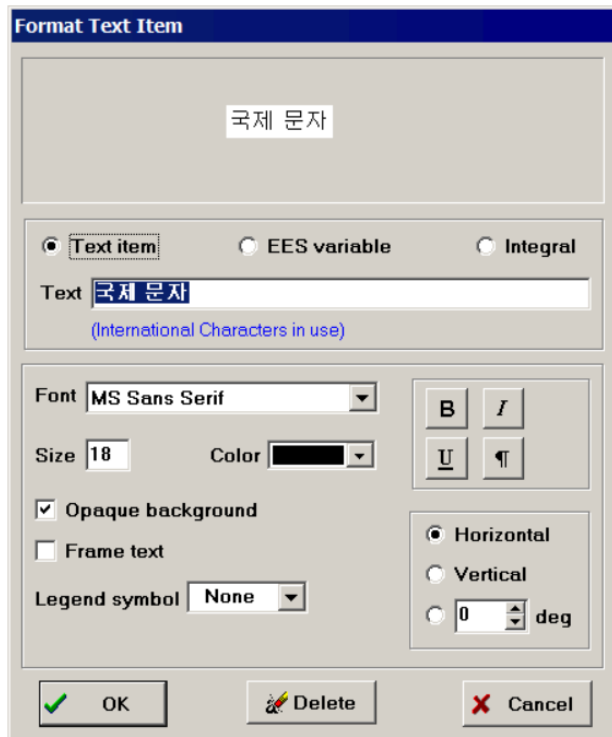 Format Text Item
국제 문자
Text item EES variable Integral
Text 국제 문자
(International Characters in use)
Font MS Sans Serif
B I
Size 18 Color
U ¶
Opaque background
Frame text
Horizontal
Vertical
Legend symbol None
0 deg
OK Delete Cancel